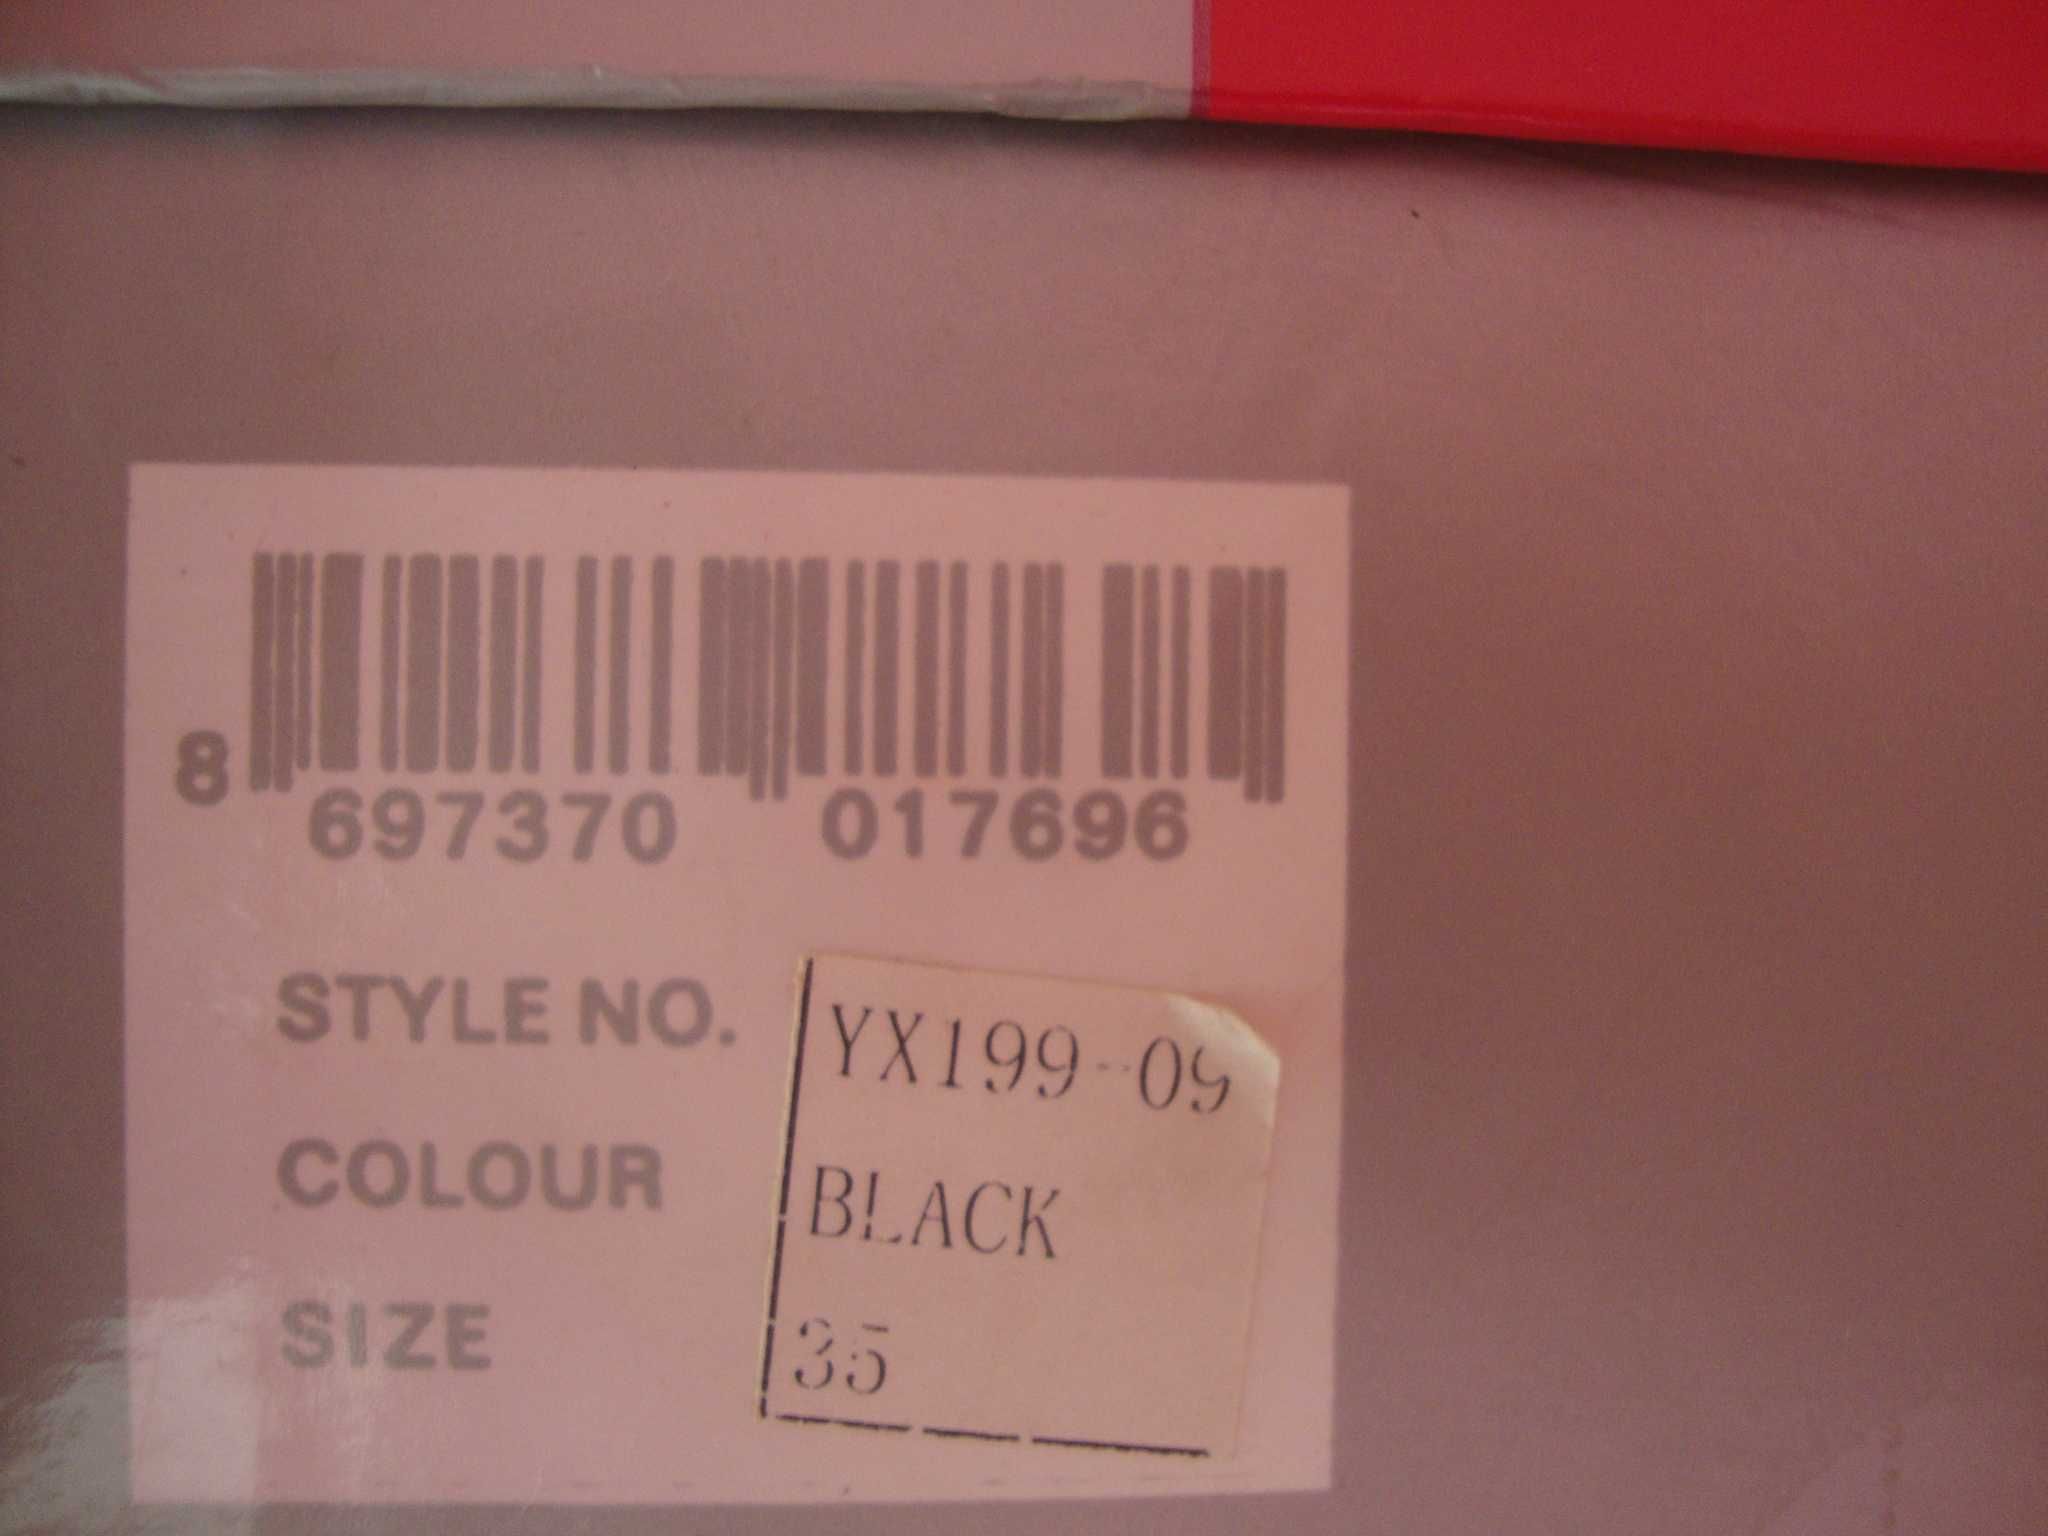 8 697370 017696
STYLE NO. YX199-09
COLOUR BLACK
SIZE 35